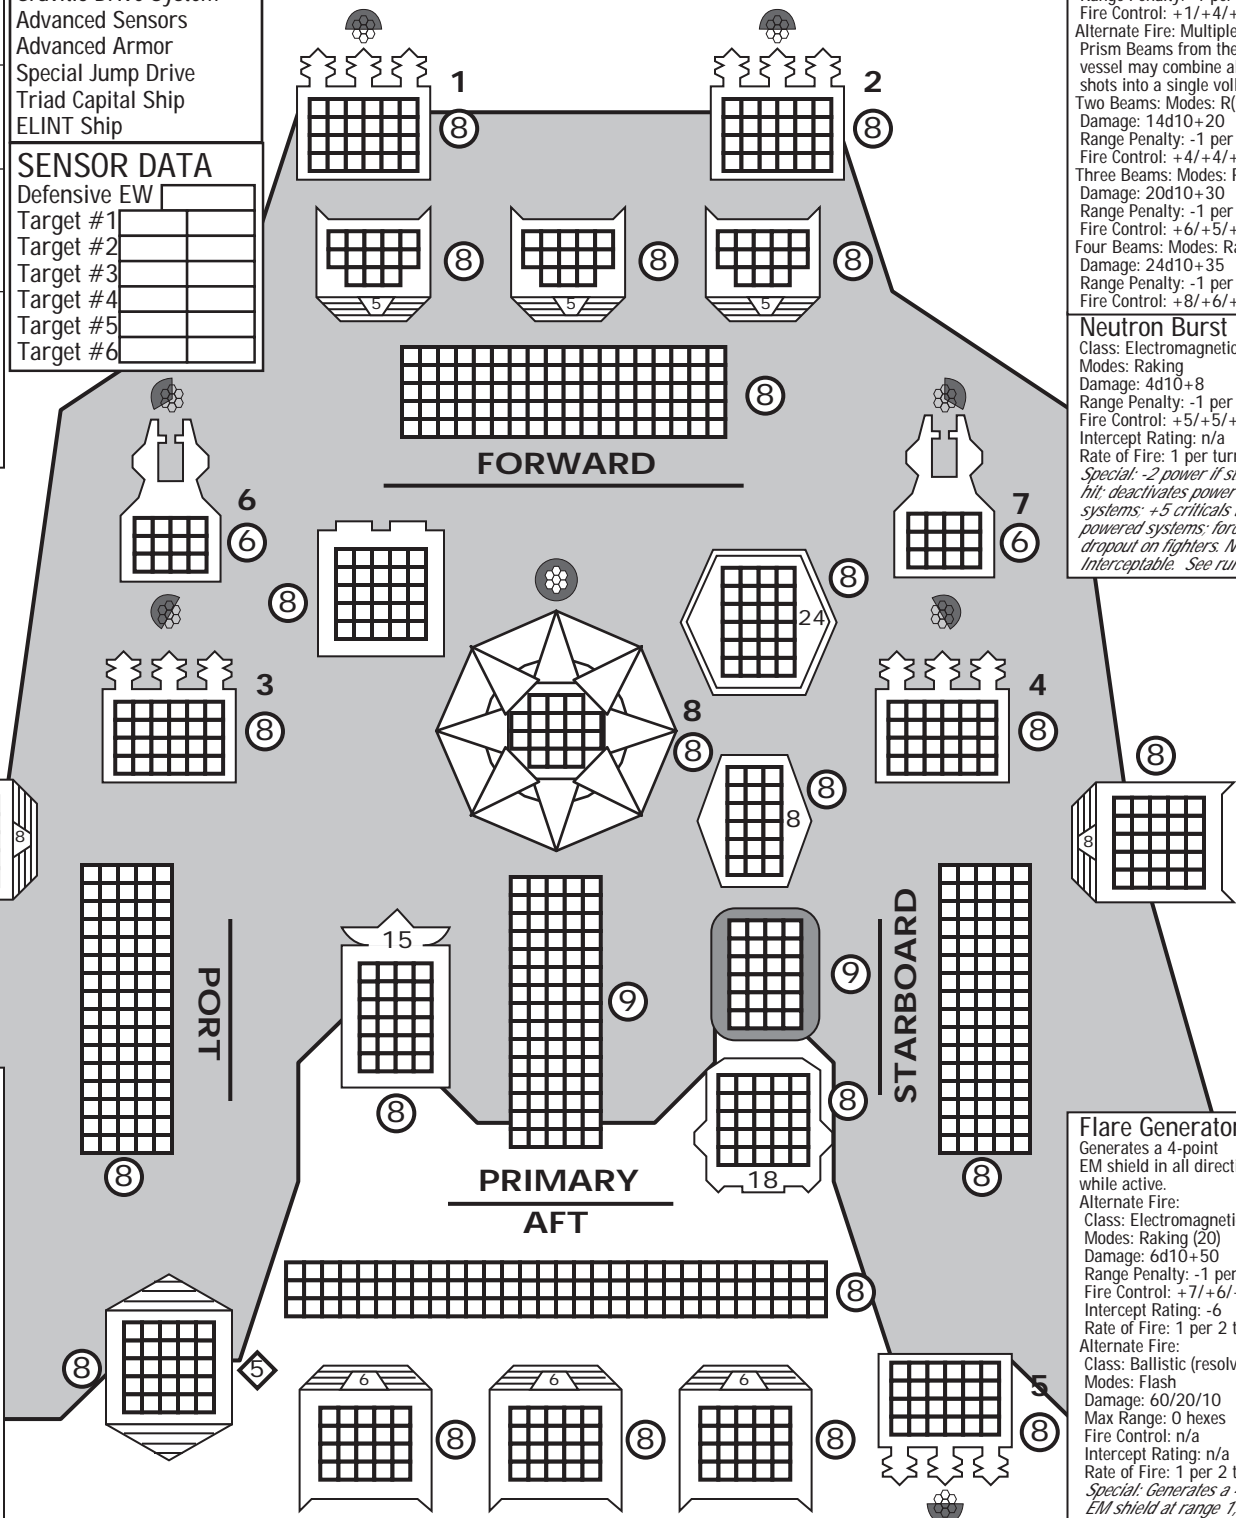 Advanced Sensors
Advanced Armor
Special Jump Drive
Triad Capital Ship
ELINT Ship
SENSOR DATA
Defensive EW
Target #1
Target #2
Target #3
Target #4
Target #5
Target #6
1
8
2
8
8
8
8
5
5
5
8
FORWARD
6
6
7
6
8
8
24
3
8
8
8
4
8
8
8
8
8
8
PORT
15
8
9
9
STARBOARD
8
18
8
8
PRIMARY
AFT
8
8
5
6
6
6
8
8
8
5
8
Fire Control: +1/+4/+
Alternate Fire: Multiple
Prism Beams from the
vessel may combine a
shots into a single voll
Two Beams: Modes: R(
Damage: 14d10+20
Range Penalty: -1 per
Fire Control: +4/+4/+
Three Beams: Modes:
Damage: 20d10+30
Range Penalty: -1 per
Fire Control: +6/+5/+
Four Beams: Modes: Ra
Damage: 24d10+35
Range Penalty: -1 per
Fire Control: +8/+6/+
Neutron Burst
Class: Electromagnetic
Modes: Raking
Damage: 4d10+8
Range Penalty: -1 per
Fire Control: +5/+5/+
Intercept Rating: n/a
Rate of Fire: 1 per turn
Special: -2 power if
hit; deactivates power
systems; +5 criticals
powered systems;
dropout on fighters.
Interceptable. See
Flare Generator
Generates a 4-point
EM shield in all
while active.
Alternate Fire:
Class: Electromagneti
Modes: Raking (20)
Damage: 6d10+50
Range Penalty: -1 per
Fire Control: +7/+6/
Intercept Rating: -6
Rate of Fire: 1 per 2 t
Alternate Fire:
Class: Ballistic (resolv
Modes: Flash
Damage: 60/20/10
Max Range: 0 hexes
Fire Control: n/a
Intercept Rating: n/a
Rate of Fire: 1 per 2 t
Special: Generates a
EM shield at range 1,